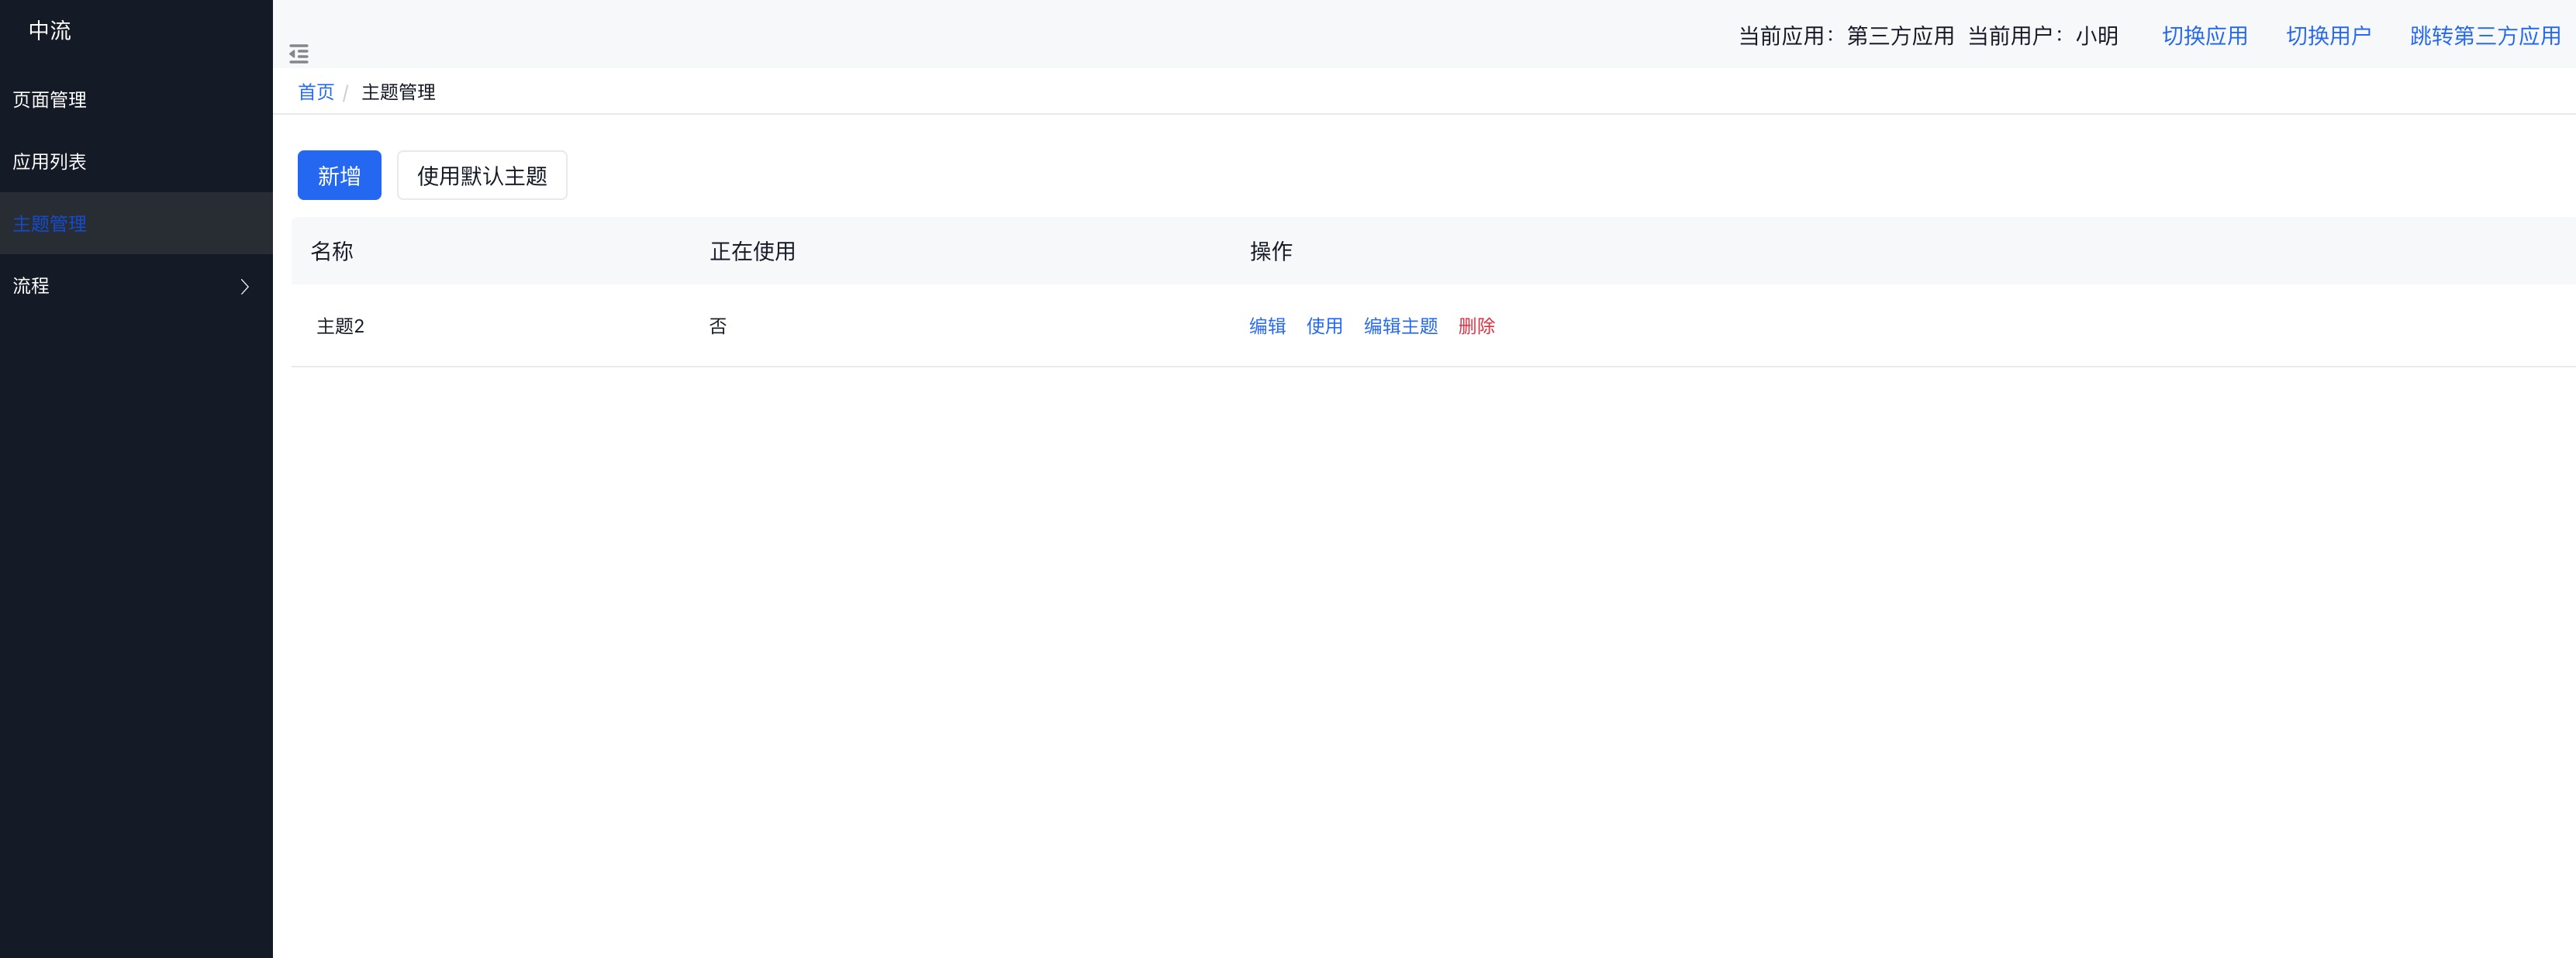 中流
页面管理
应用列表
主题管理
流程
当前应用：第三方应用 当前用户：小明 切换应用 切换用户 跳转第三方应用
首页 / 主题管理
新增 使用默认主题
名称 正在使用 操作
主题2 否 编辑 使用 编辑主题 删除